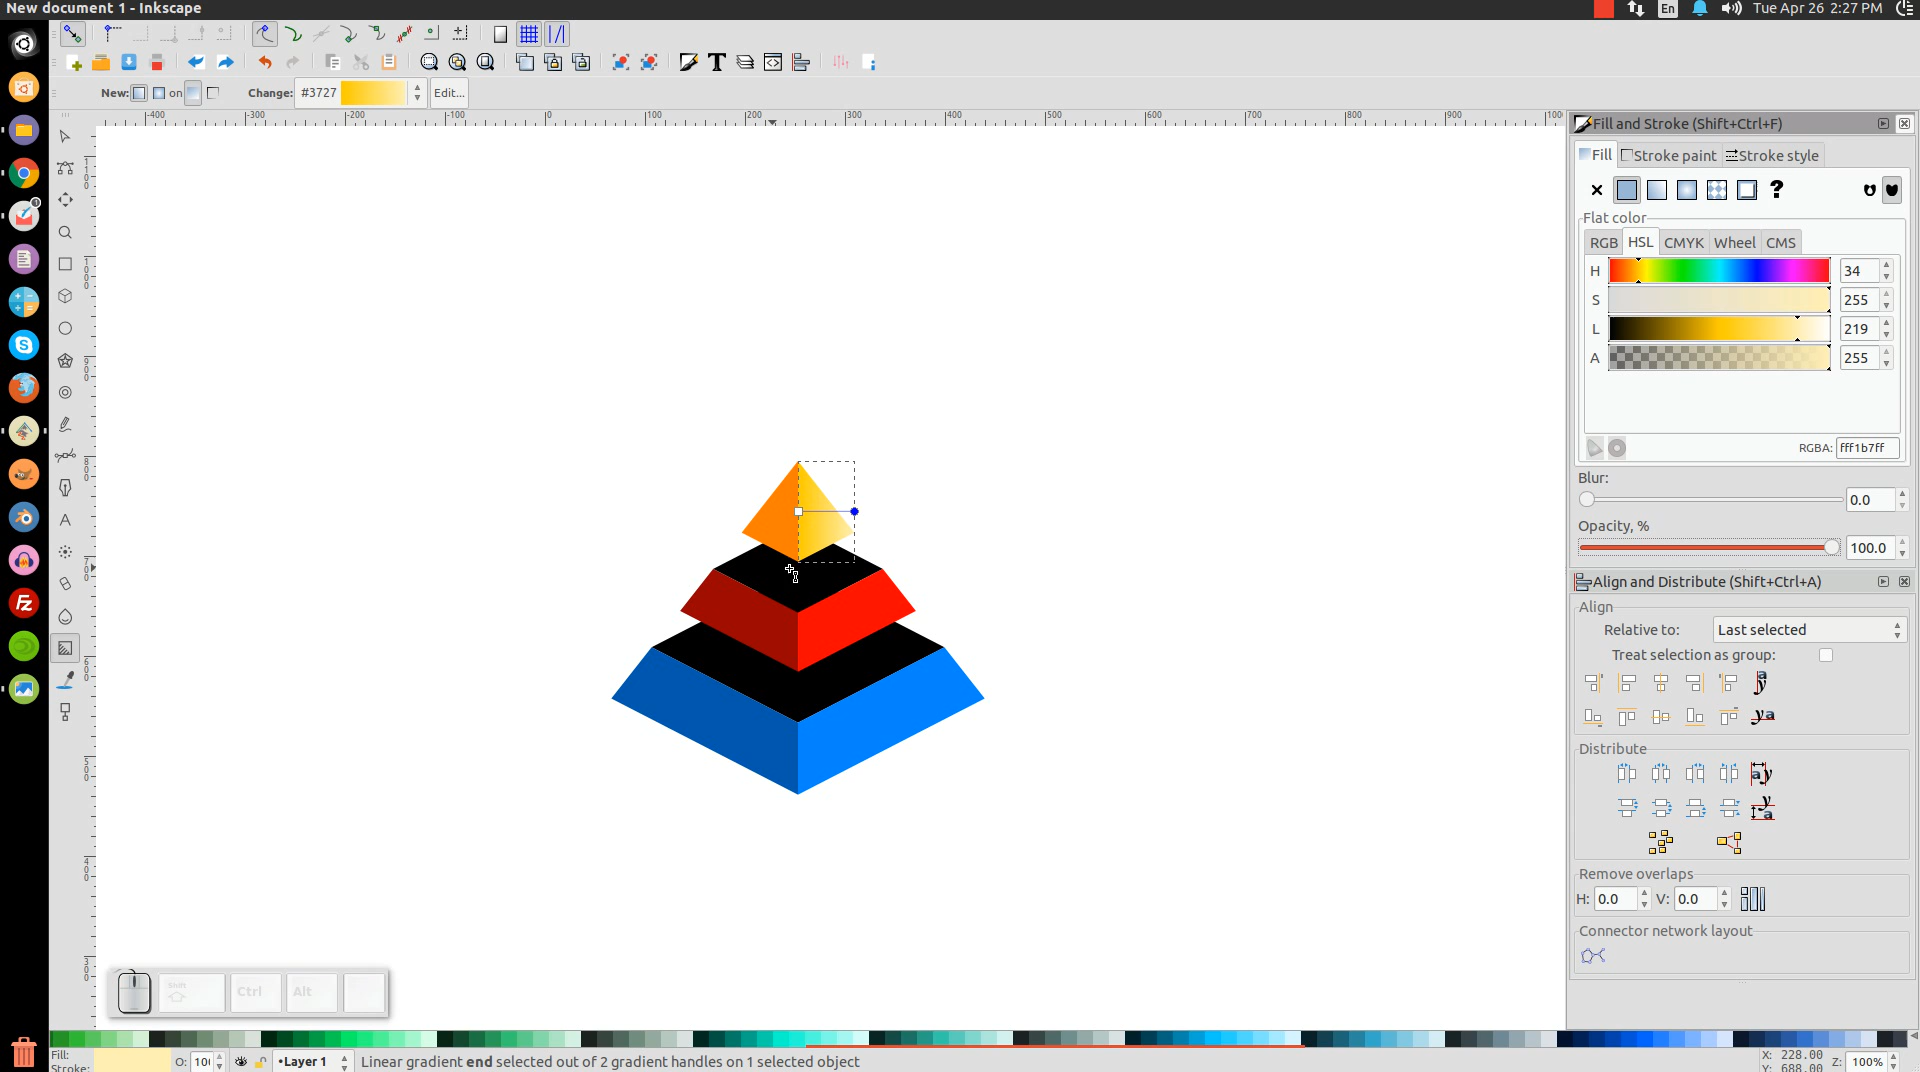 New document 1 - Inkscape
En
Tue Apr 26 2:27 PM
New:
on
Change:
#3727
Edit...
-400
-300
-200
-100
0
100
200
300
400
500
600
700
800
900
100
Fill and Stroke (Shift+Ctrl+F)
Fill
Stroke paint
Stroke style
Flat color
RGB
HSL
CMYK
Wheel
CMS
H
34
S
255
L
219
A
255
RGBA:
fff1b7ff
Blur:
0.0
Opacity, %
100.0
Align and Distribute (Shift+Ctrl+A)
Align
Relative to:
Last selected
Treat selection as group:
Distribute
Remove overlaps
H: 0.0
V: 0.0
Connector network layout
Shift
Ctrl
Alt
Fill:
Stroke:
O:
•Layer 1
Linear gradient end selected out of 2 gradient handles on 1 selected object
X: 228.00
Y: 688.00
Z: 100%